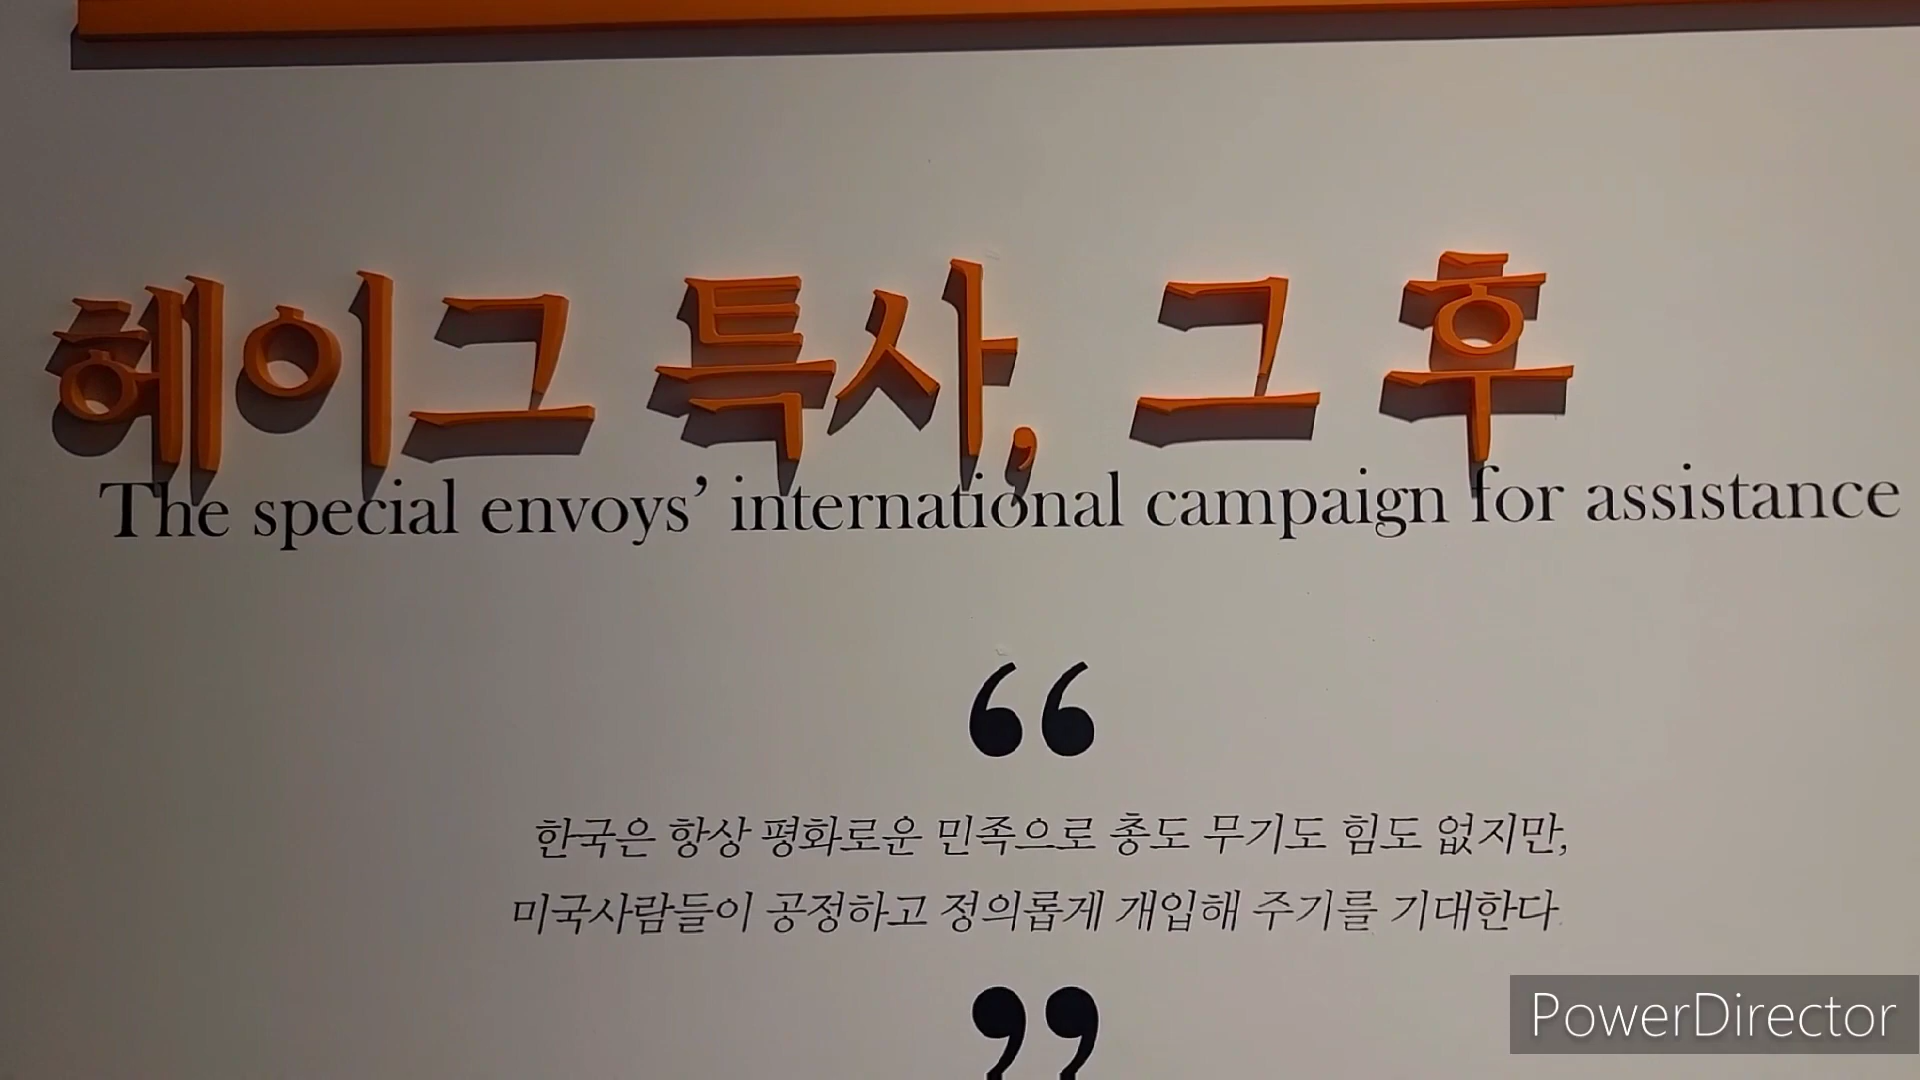 헤이그 특사, 그 후
The special envoys’ international campaign for assistance
“
한국은 항상 평화로운 민족으로 총도 무기도 힘도 없지만,
미국사람들이 공정하고 정의롭게 개입해 주기를 기대한다.
”
PowerDirector